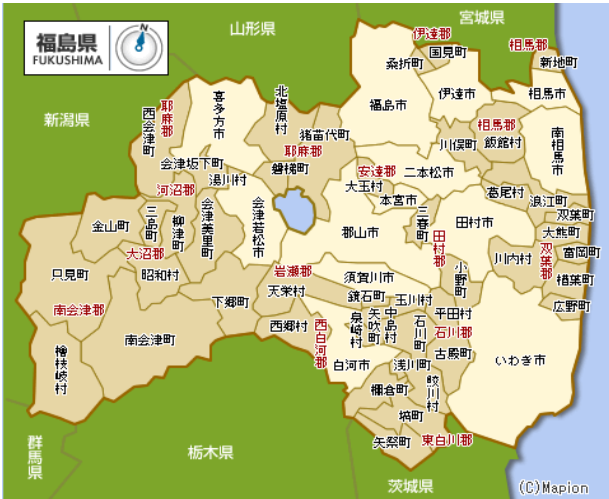 福島県
FUKUSHIMA
山形県
宮城県
新潟県
群馬県
栃木県
茨城県
伊達郡
国見町
桑折町
相馬郡
新地町
福島市
伊達市
相馬市
北塩原村
喜多方市
耶麻郡
西会津町
猪苗代町
耶麻郡
磐梯町
相馬郡
川俣町
飯館村
南相馬市
会津坂下町
湯川村
河沼郡
安達郡
二本松市
大玉村
本宮市
葛尾村
浪江町
双葉町
大熊町
双葉郡
富岡町
川内村
楢葉町
広野町
金山町
三島町
柳津町
会津美里町
会津若松市
郡山市
三春町
田村市
田村郡
小野町
大沼郡
昭和村
只見町
岩瀬郡
天栄村
須賀川市
鏡石町
玉川村
平田村
南会津郡
下郷町
西郷村
西白河郡
泉崎村
矢吹町
中島村
石川町
石川郡
古殿町
いわき市
南会津町
檜枝岐村
白河市
浅川町
鮫川村
棚倉町
塙町
矢祭町
東白川郡
(C)Mapion